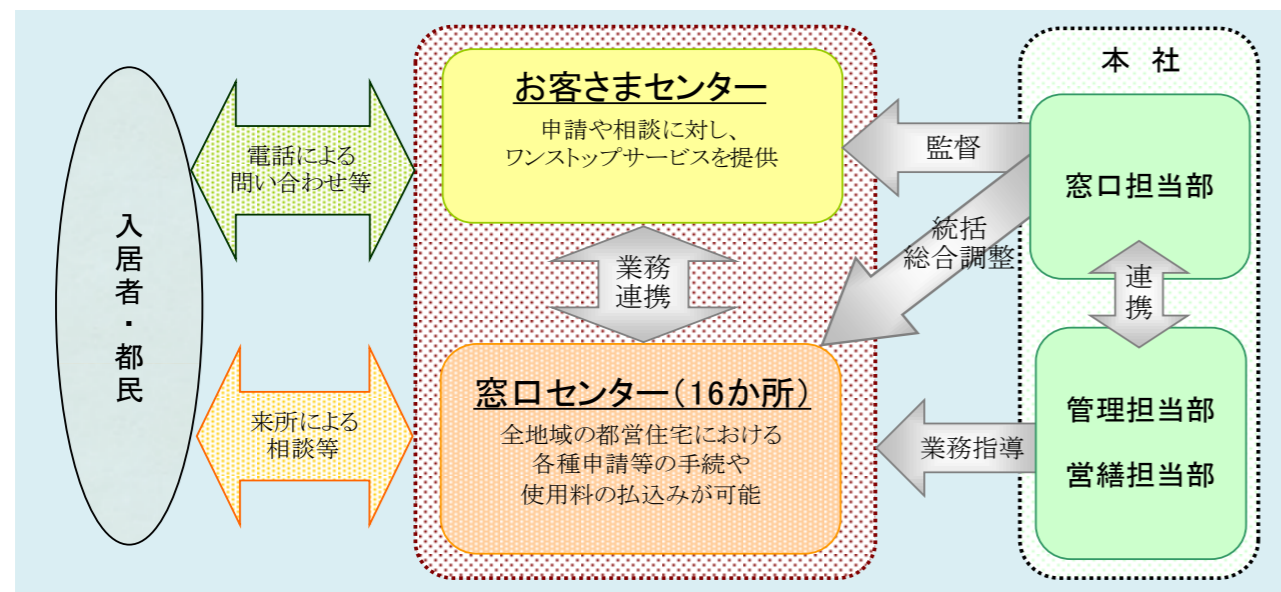 入居者・都民
電話による
問い合わせ等
来所による
相談等
お客さまセンター
申請や相談に対し、
ワンストップサービスを提供
業務
連携
窓口センター（16か所）
全地域の都営住宅における
各種申請等の手続や
使用料の払込みが可能
監督
統括
総合調整
業務指導
本 社
窓口担当部
連
携
管理担当部
営繕担当部